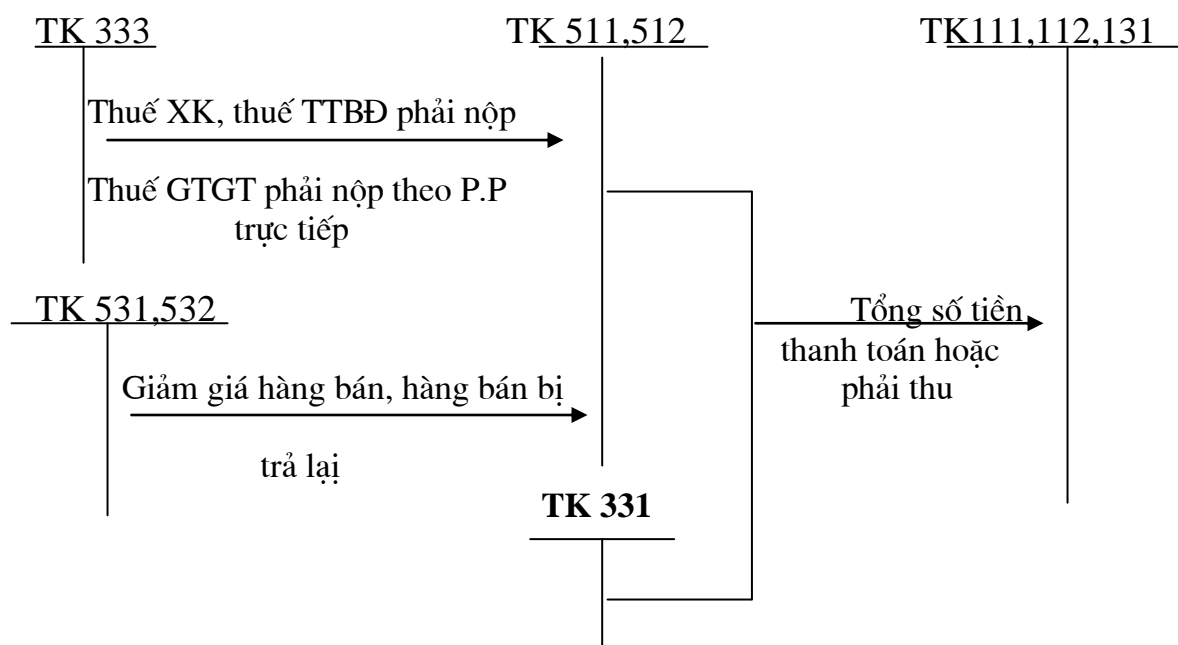 TK 333
TK 511,512
TK111,112,131
Thuế XK, thuế TTBĐ phải nộp
Thuế GTGT phải nộp theo P.P
trực tiếp
TK 531,532
Tổng số tiền
thanh toán hoặc
phải thu
Giảm giá hàng bán, hàng bán bị
trả lại
TK 331